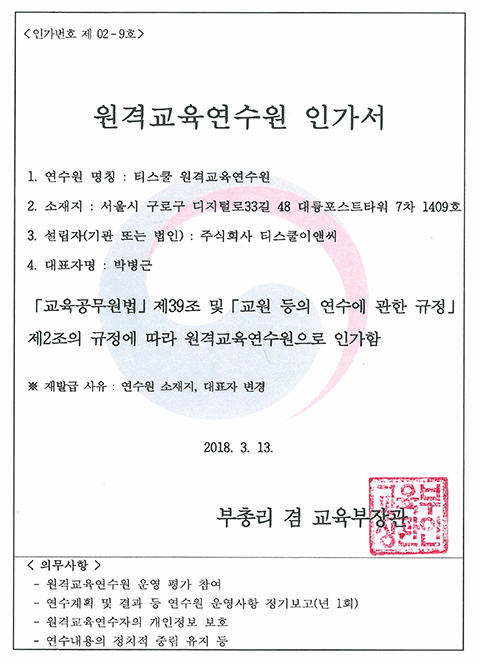 <인가번호 제 02-9호>
원격교육연수원 인가서
1. 연수원 명칭 : 티스쿨 원격교육연수원
2. 소재지 : 서울시 구로구 디지털로33길 48 대륭포스트타워 7차 1409호
3. 설립자(기관 또는 법인) : 주식회사 티스쿨이앤씨
4. 대표자명 : 박병근
「교육공무원법」제39조 및「교원 등의 연수에 관한 규정」
제2조의 규정에 따라 원격교육연수원으로 인가함
※ 재발급 사유 : 연수원 소재지, 대표자 변경
2018. 3. 13.
부총리 겸 교육부장관
교육부
장관인
< 의무사항 >
- 원격교육연수원 운영 평가 참여
- 연수계획 및 결과 등 연수원 운영사항 정기보고(년 1회)
- 원격교육연수자의 개인정보 보호
- 연수내용의 정치적 중립 유지 등